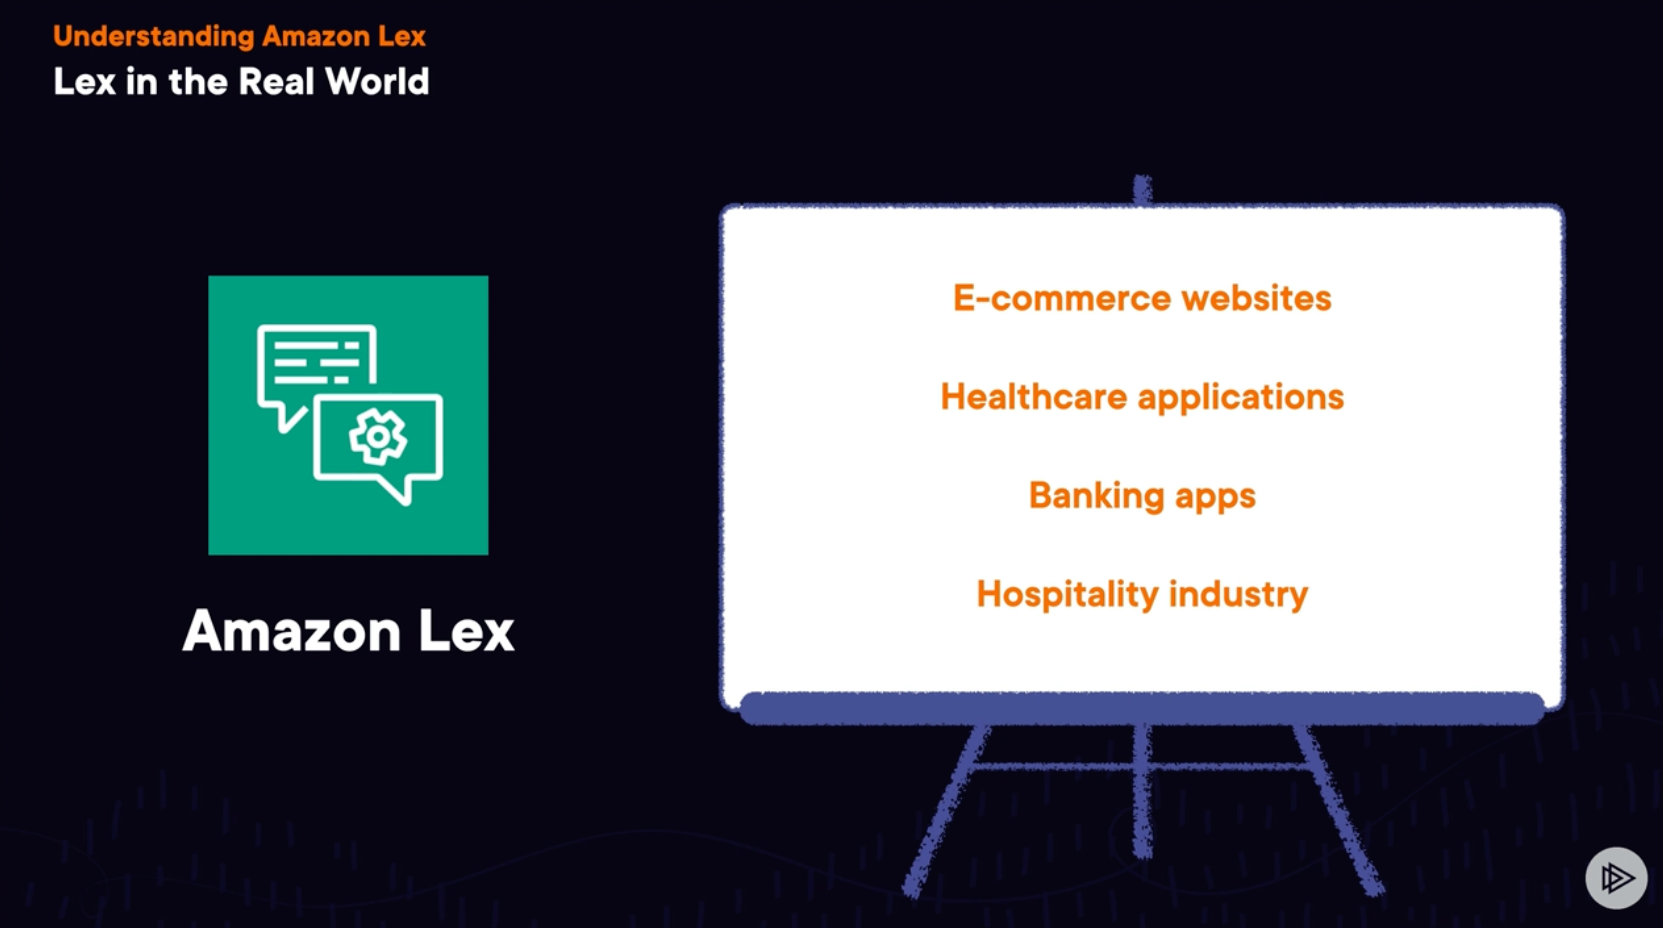 Understanding Amazon Lex
Lex in the Real World
Amazon Lex
E-commerce websites
Healthcare applications
Banking apps
Hospitality industry